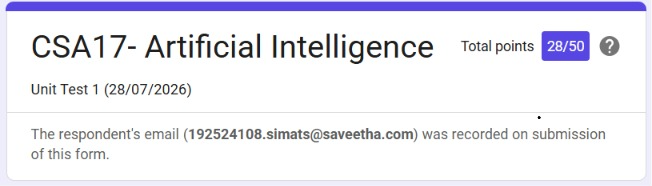 CSA17- Artificial Intelligence
Total points 28/50 ?
Unit Test 1 (28/07/2026)
The respondent's email (192524108.simats@saveetha.com) was recorded on submission
of this form.